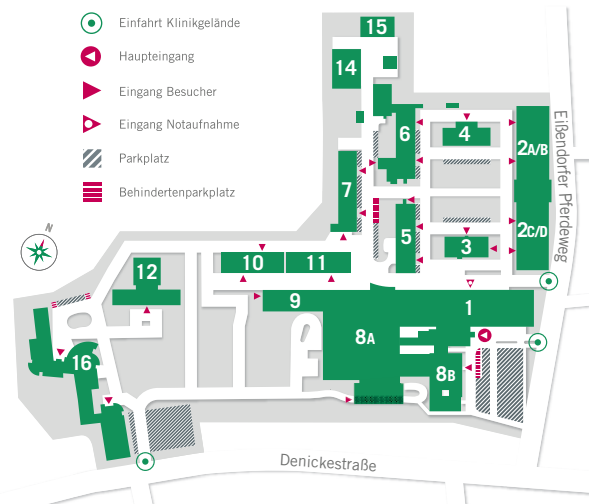 Einfahrt Klinikgelände
Haupteingang
Eingang Besucher
Eingang Notaufnahme
Parkplatz
Behindertenparkplatz
N
15
14
6
4
2A/B
Eißendorfer Pferdeweg
7
5
2C/D
3
10
11
12
9
1
8A
8B
16
Denickestraße